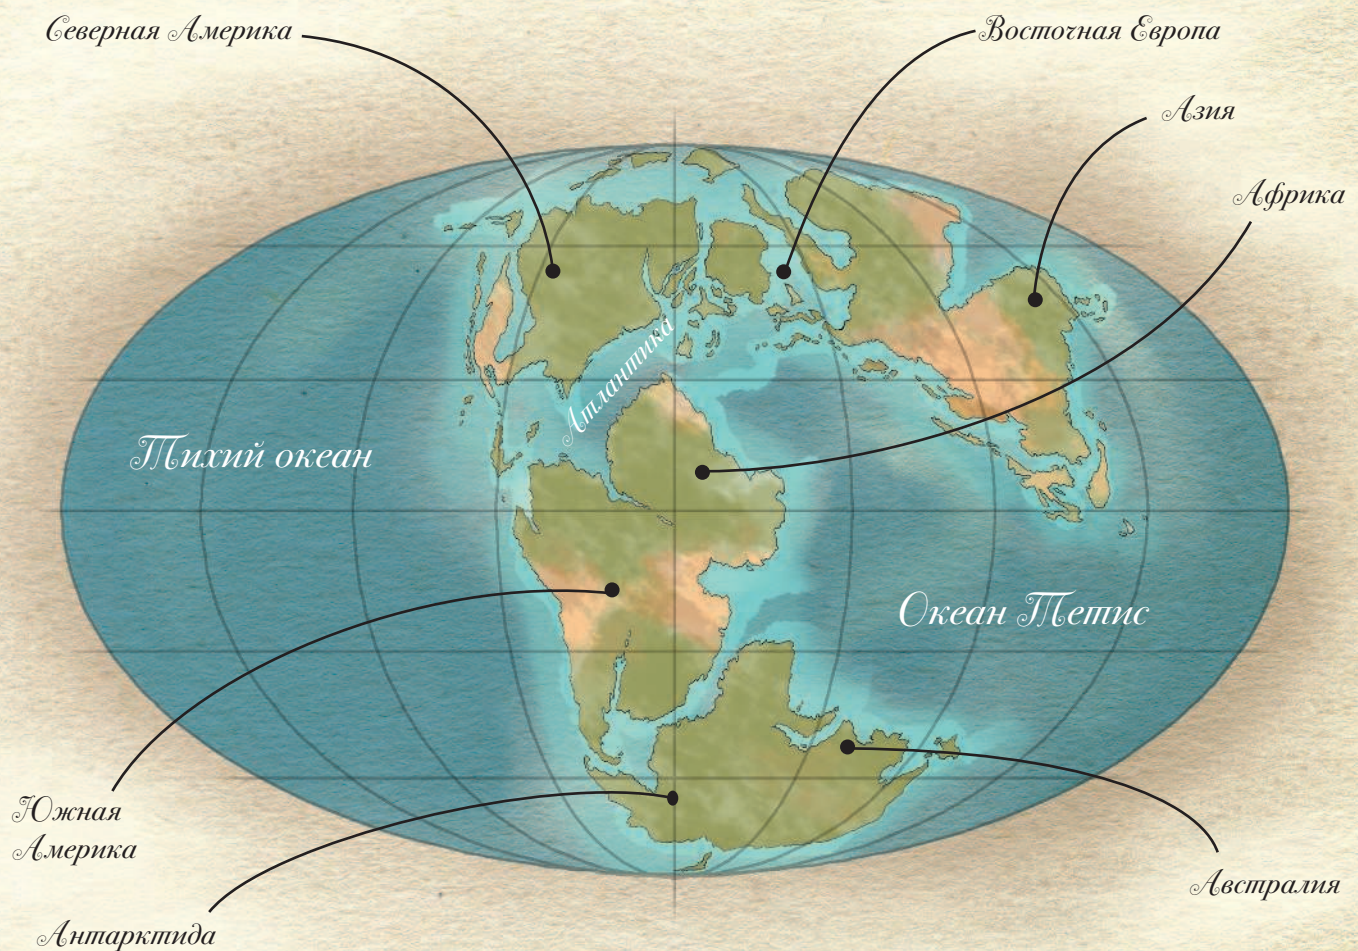 Северная Америка
Восточная Европа
Азия
Африка
Атлантика
Тихий океан
Океан Тетис
Южная
Америка
Австралия
Антарктида